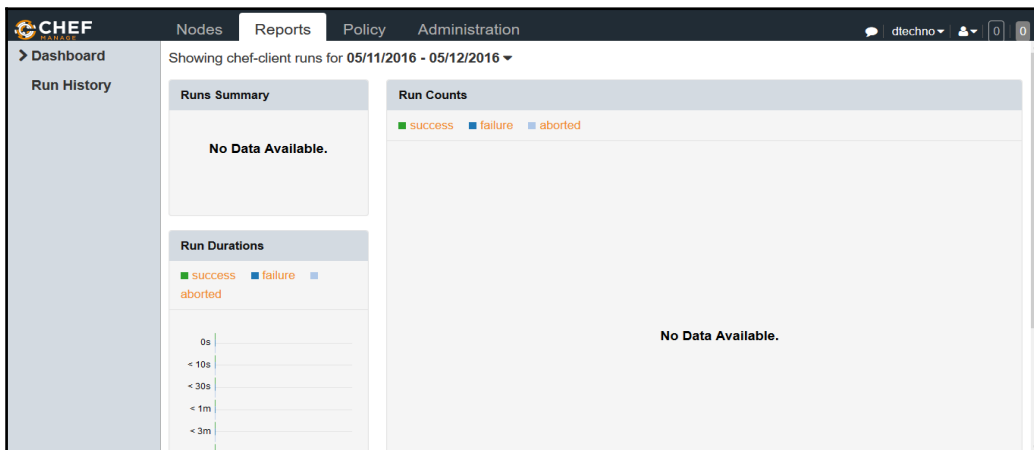 CHEF
MANAGE
Nodes Reports Policy Administration
dtechno 0 0
Dashboard
Run History
Showing chef-client runs for 05/11/2016 - 05/12/2016
Runs Summary
No Data Available.
Run Counts
success failure aborted
No Data Available.
Run Durations
success failure
aborted
0s
< 10s
< 30s
< 1m
< 3m